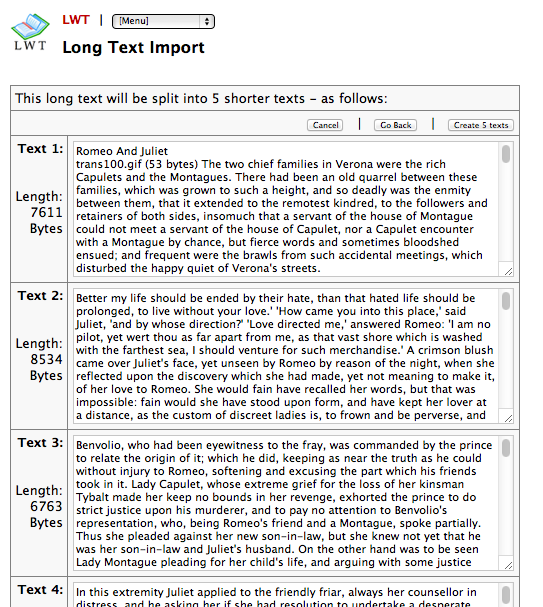 LWT | [Menu]
LWT
Long Text Import
This long text will be split into 5 shorter texts – as follows:
Cancel | Go Back | Create 5 texts
Text 1:
Length:
7611
Bytes
Romeo And Juliet
trans100.gif (53 bytes) The two chief families in Verona were the rich
Capulets and the Montagues. There had been an old quarrel between these
families, which was grown to such a height, and so deadly was the enmity
between them, that it extended to the remotest kindred, to the followers and
retainers of both sides, insomuch that a servant of the house of Montague
could not meet a servant of the house of Capulet, nor a Capulet encounter
with a Montague by chance, but fierce words and sometimes bloodshed
ensued; and frequent were the brawls from such accidental meetings, which
disturbed the happy quiet of Verona's streets.
Text 2:
Length:
8534
Bytes
Better my life should be ended by their hate, than that hated life should be
prolonged, to live without your love.' 'How came you into this place,' said
Juliet, 'and by whose direction?' 'Love directed me,' answered Romeo: 'I am no
pilot, yet wert thou as far apart from me, as that vast shore which is washed
with the farthest sea, I should venture for such merchandise.' A crimson blush
came over Juliet's face, yet unseen by Romeo by reason of the night, when she
reflected upon the discovery which she had made, yet not meaning to make it,
of her love to Romeo. She would fain have recalled her words, but that was
impossible: fain would she have stood upon form, and have kept her lover at
a distance, as the custom of discreet ladies is, to frown and be perverse, and
Text 3:
Length:
6763
Bytes
Benvolio, who had been eyewitness to the fray, was commanded by the prince
to relate the origin of it; which he did, keeping as near the truth as he could
without injury to Romeo, softening and excusing the part which his friends
took in it. Lady Capulet, whose extreme grief for the loss of her kinsman
Tybalt made her keep no bounds in her revenge, exhorted the prince to do
strict justice upon his murderer, and to pay no attention to Benvolio's
representation, who, being Romeo's friend and a Montague, spoke partially.
Thus she pleaded against her new son-in-law, but she knew not yet that he
was her son-in-law and Juliet's husband. On the other hand was to be seen
Lady Montague pleading for her child's life, and arguing with some justice
Text 4:
In this extremity Juliet applied to the friendly friar, always her counsellor in
distress, and he asking her if she had resolution to undertake a desperate